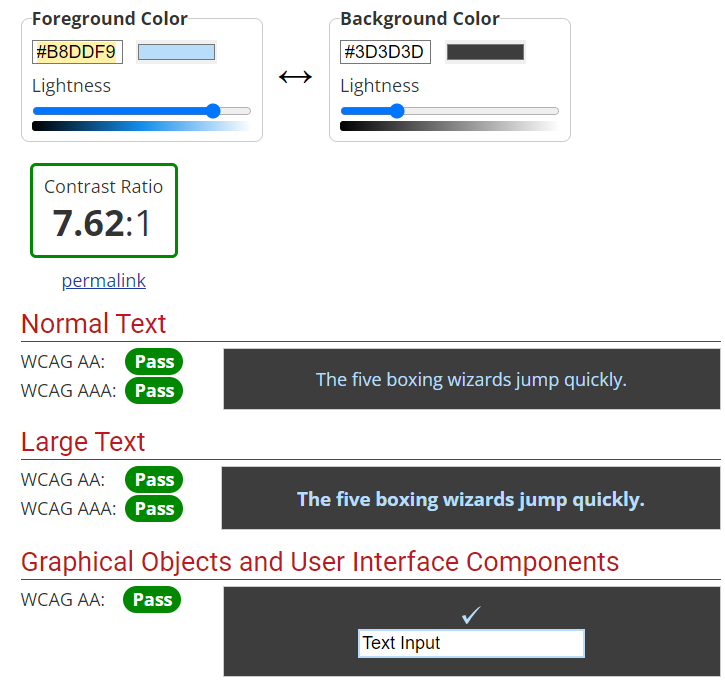 Foreground Color
#B8DDF9
Lightness
Background Color
#3D3D3D
Lightness
Contrast Ratio
7.62:1
permalink
Normal Text
WCAG AA: Pass
WCAG AAA: Pass
The five boxing wizards jump quickly.
Large Text
WCAG AA: Pass
WCAG AAA: Pass
The five boxing wizards jump quickly.
Graphical Objects and User Interface Components
WCAG AA: Pass
Text Input